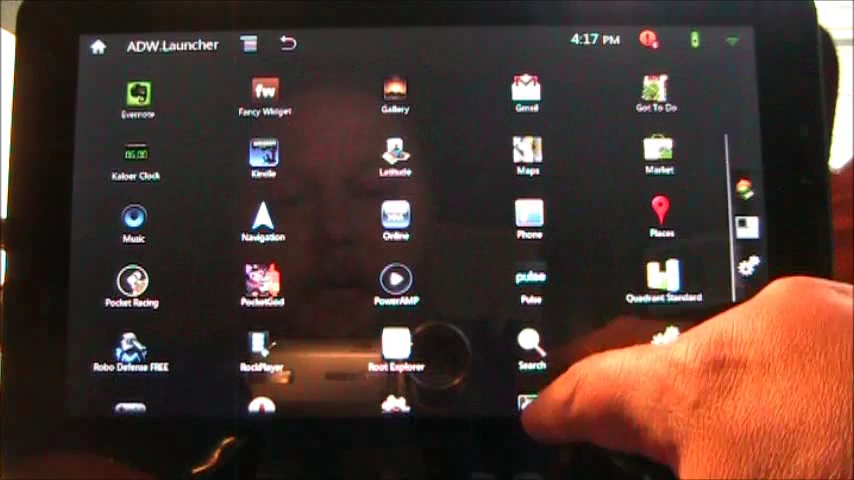 ADW.Launcher
4:17 PM
Evernote
fw
Fancy Widget
Gallery
Gmail
Got To Do
Kaloer Clock
Kindle
Latitude
Maps
Market
Music
Navigation
Online
Phone
Places
Pocket Racing
PocketGod
PowerAMP
pulse
Pulse
Quadrant Standard
Robo Defense FREE
RockPlayer
Root Explorer
Search